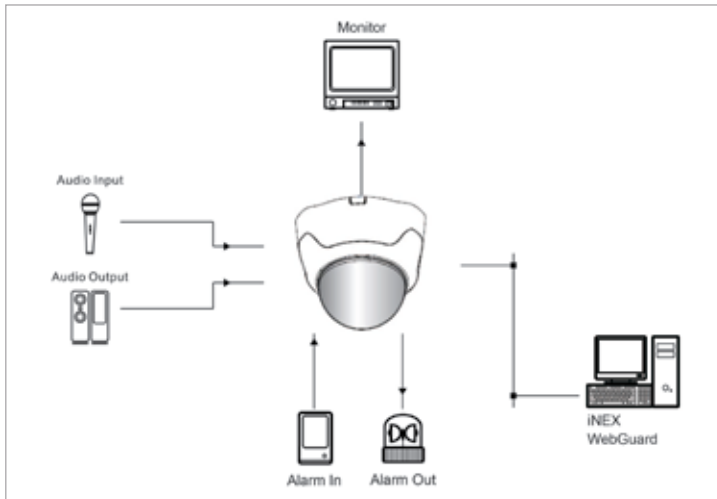 Monitor
Audio Input
Audio Output
Alarm In
Alarm Out
iNEX
WebGuard